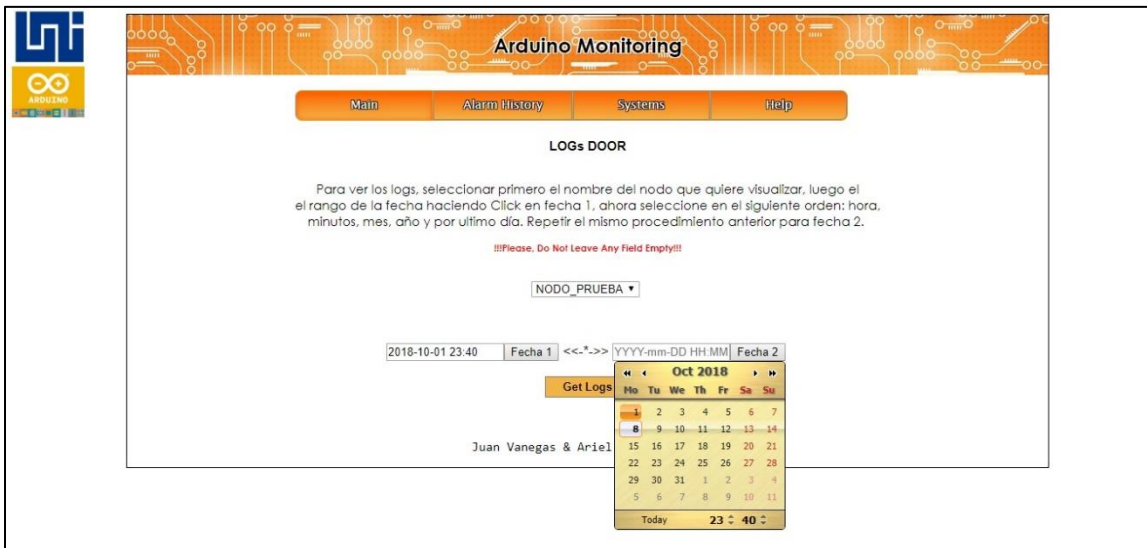 uni
ARDUINO
Arduino Monitoring
Main Alarm History Systems Help
LOGs DOOR
Para ver los logs, seleccionar primero el nombre del nodo que quiere visualizar, luego el
el rango de la fecha haciendo Click en fecha 1, ahora seleccione en el siguiente orden: hora,
minutos, mes, año y por ultimo día. Repetir el mismo procedimiento anterior para fecha 2.
!!!Please, Do Not Leave Any Field Empty!!!
NODO_PRUEBA
2018-10-01 23:40 Fecha 1 <<-*->> YYYY-mm-DD HH:MM Fecha 2
Get Logs
Juan Vanegas & Ariel
Oct 2018
Mo Tu We Th Fr Sa Su
1 2 3 4 5 6 7
8 9 10 11 12 13 14
15 16 17 18 19 20 21
22 23 24 25 26 27 28
29 30 31 1 2 3 4
5 6 7 8 9 10 11
Today 23 40